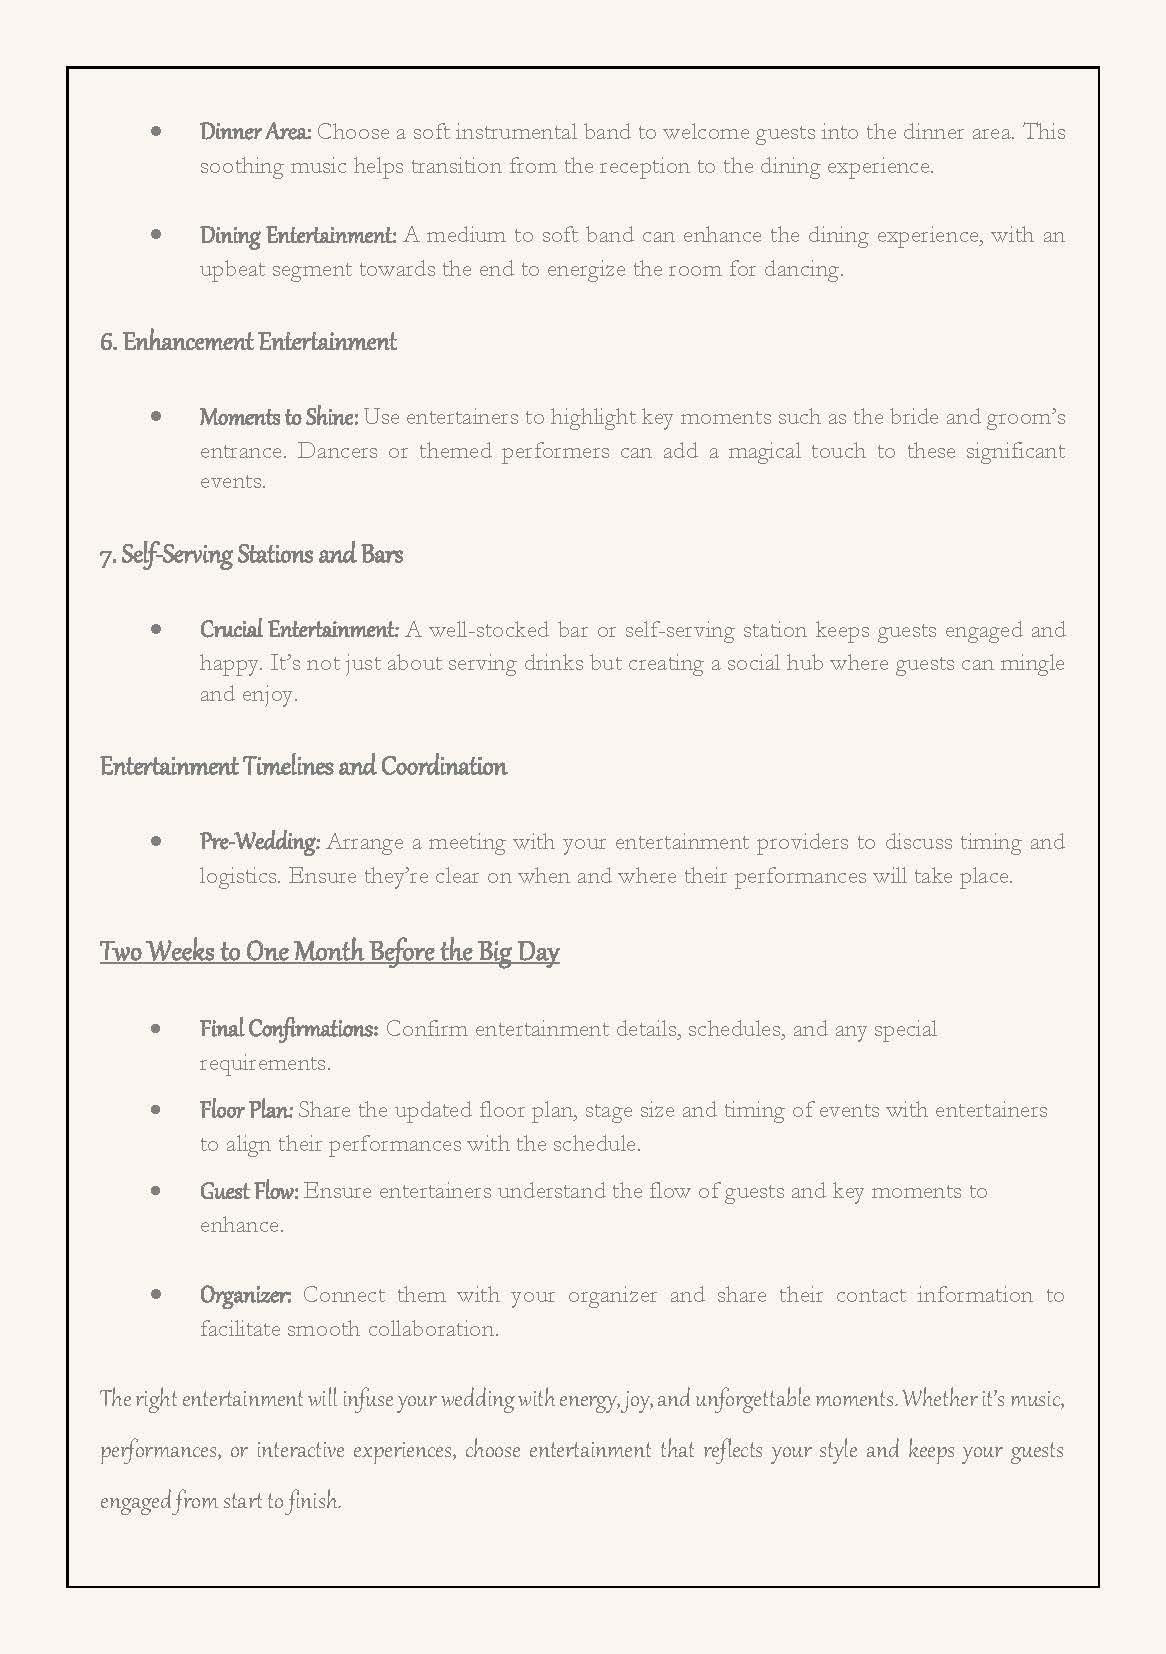 • Dinner Area: Choose a soft instrumental band to welcome guests into the dinner area. This
soothing music helps transition from the reception to the dining experience.
• Dining Entertainment: A medium to soft band can enhance the dining experience, with an
upbeat segment towards the end to energize the room for dancing.
6. Enhancement Entertainment
• Moments to Shine: Use entertainers to highlight key moments such as the bride and groom’s
entrance. Dancers or themed performers can add a magical touch to these significant
events.
7. Self-Serving Stations and Bars
• Crucial Entertainment: A well-stocked bar or self-serving station keeps guests engaged and
happy. It’s not just about serving drinks but creating a social hub where guests can mingle
and enjoy.
Entertainment Timelines and Coordination
• Pre-Wedding: Arrange a meeting with your entertainment providers to discuss timing and
logistics. Ensure they’re clear on when and where their performances will take place.
Two Weeks to One Month Before the Big Day
• Final Confirmations: Confirm entertainment details, schedules, and any special
requirements.
• Floor Plan: Share the updated floor plan, stage size and timing of events with entertainers
to align their performances with the schedule.
• Guest Flow: Ensure entertainers understand the flow of guests and key moments to
enhance.
• Organizer: Connect them with your organizer and share their contact information to
facilitate smooth collaboration.
The right entertainment will infuse your wedding with energy, joy, and unforgettable moments. Whether it’s music,
performances, or interactive experiences, choose entertainment that reflects your style and keeps your guests
engaged from start to finish.